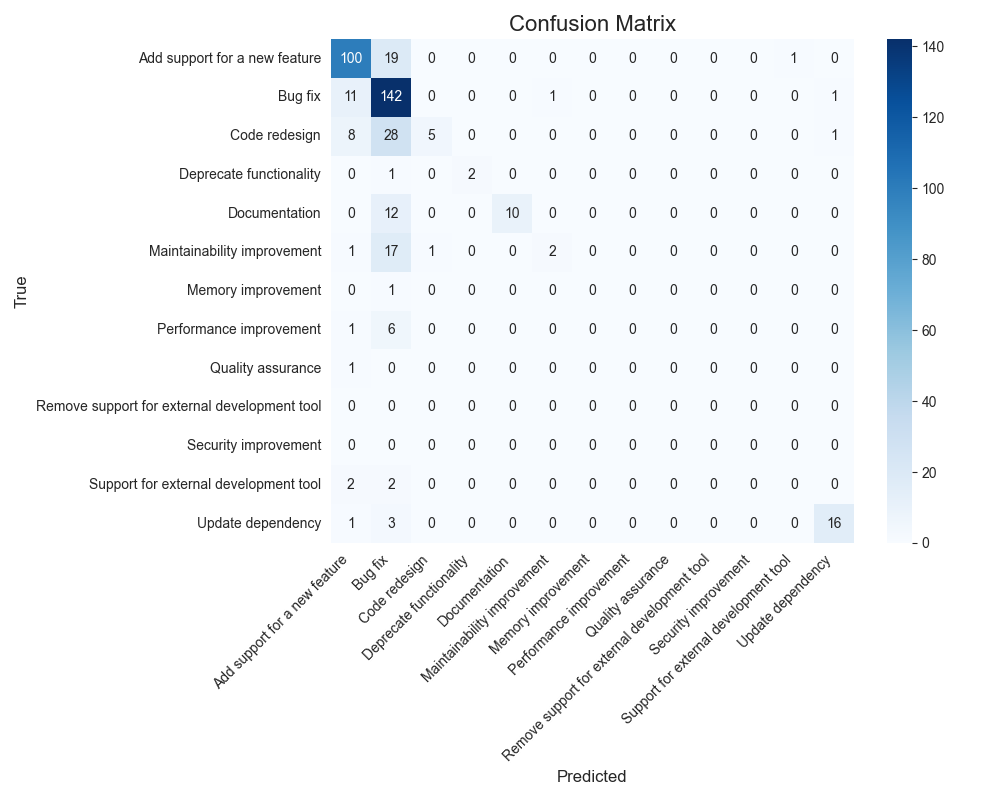 Confusion Matrix
Add support for a new feature 100 19 0 0 0 0 0 0 0 0 0 1 0
Bug fix 11 142 0 0 0 1 0 0 0 0 0 0 1
Code redesign 8 28 5 0 0 0 0 0 0 0 0 0 1
Deprecate functionality 0 1 0 2 0 0 0 0 0 0 0 0 0
Documentation 0 12 0 0 10 0 0 0 0 0 0 0 0
Maintainability improvement 1 17 1 0 0 2 0 0 0 0 0 0 0
Memory improvement 0 1 0 0 0 0 0 0 0 0 0 0 0
Performance improvement 1 6 0 0 0 0 0 0 0 0 0 0 0
Quality assurance 1 0 0 0 0 0 0 0 0 0 0 0 0
Remove support for external development tool 0 0 0 0 0 0 0 0 0 0 0 0 0
Security improvement 0 0 0 0 0 0 0 0 0 0 0 0 0
Support for external development tool 2 2 0 0 0 0 0 0 0 0 0 0 0
Update dependency 1 3 0 0 0 0 0 0 0 0 0 0 16
True
Add support for a new feature
Bug fix
Code redesign
Deprecate functionality
Documentation
Maintainability improvement
Memory improvement
Performance improvement
Quality assurance
Remove support for external development tool
Security improvement
Support for external development tool
Update dependency
Predicted
140
120
100
80
60
40
20
0